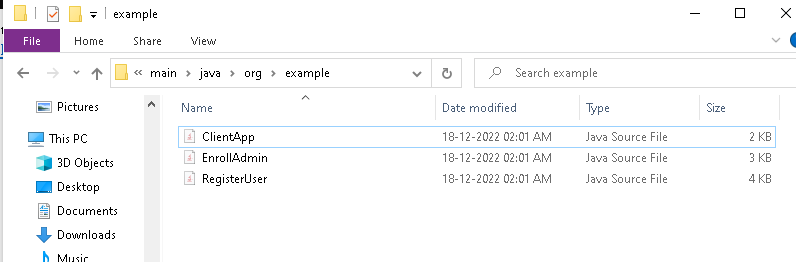 example
File Home Share View
« main › java › org › example
Search example
Name Date modified Type Size
ClientApp 18-12-2022 02:01 AM Java Source File 2 KB
EnrollAdmin 18-12-2022 02:01 AM Java Source File 3 KB
RegisterUser 18-12-2022 02:01 AM Java Source File 4 KB
Pictures
This PC
3D Objects
Desktop
Documents
Downloads
Music